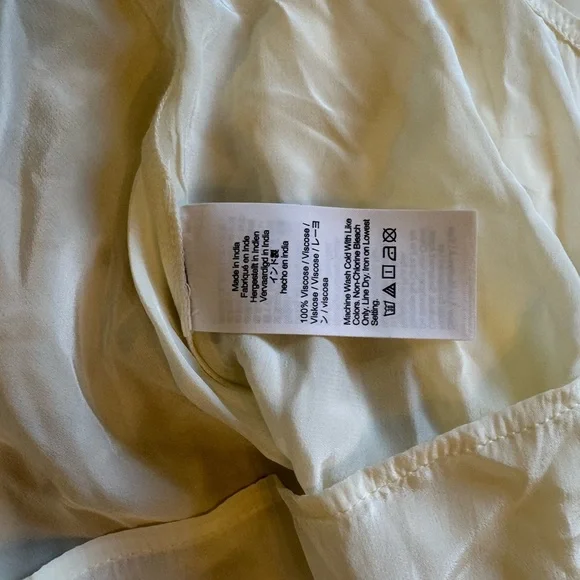 Made in India
Fabriqué en Inde
Hergestelt in Indien
Vervaardigd in India
インド製
hecho en India
100% Viscose / Viscose /
Viskose / Viscose / レーヨ
ン / viscosa
Machine Wash Cold With Like
Colors. Non-Chlorine Bleach
Only. Line Dry. Iron on Lowest
Setting.